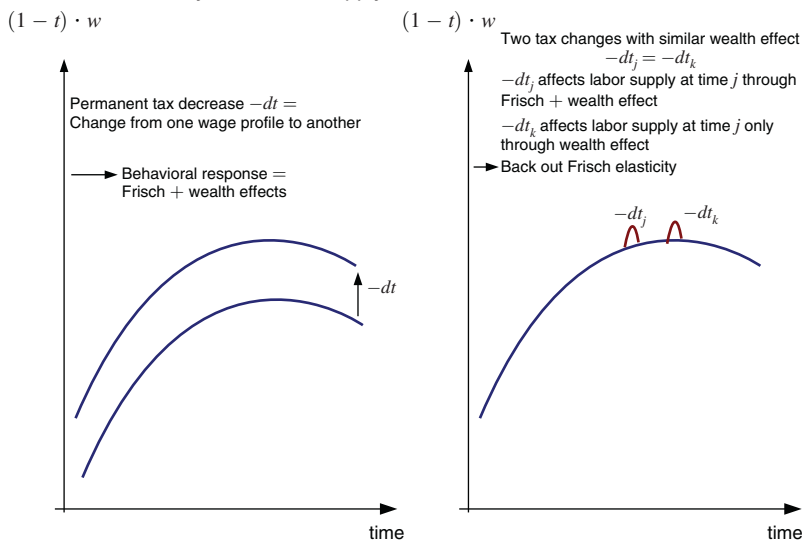 (1 − t) · w
Permanent tax decrease −dt =
Change from one wage profile to another
Behavioral response =
Frisch + wealth effects
−dt
time
(1 − t) · w
Two tax changes with similar wealth effect
−dt_j = −dt_k
−dt_j affects labor supply at time j through
Frisch + wealth effect
−dt_k affects labor supply at time j only
through wealth effect
Back out Frisch elasticity
−dt_j
−dt_k
time